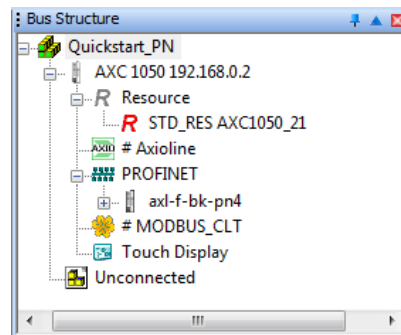 Bus Structure
Quickstart_PN
AXC 1050 192.168.0.2
R Resource
R STD_RES AXC1050_21
AXIO # Axioline
PROFINET
axl-f-bk-pn4
# MODBUS_CLT
Touch Display
Unconnected